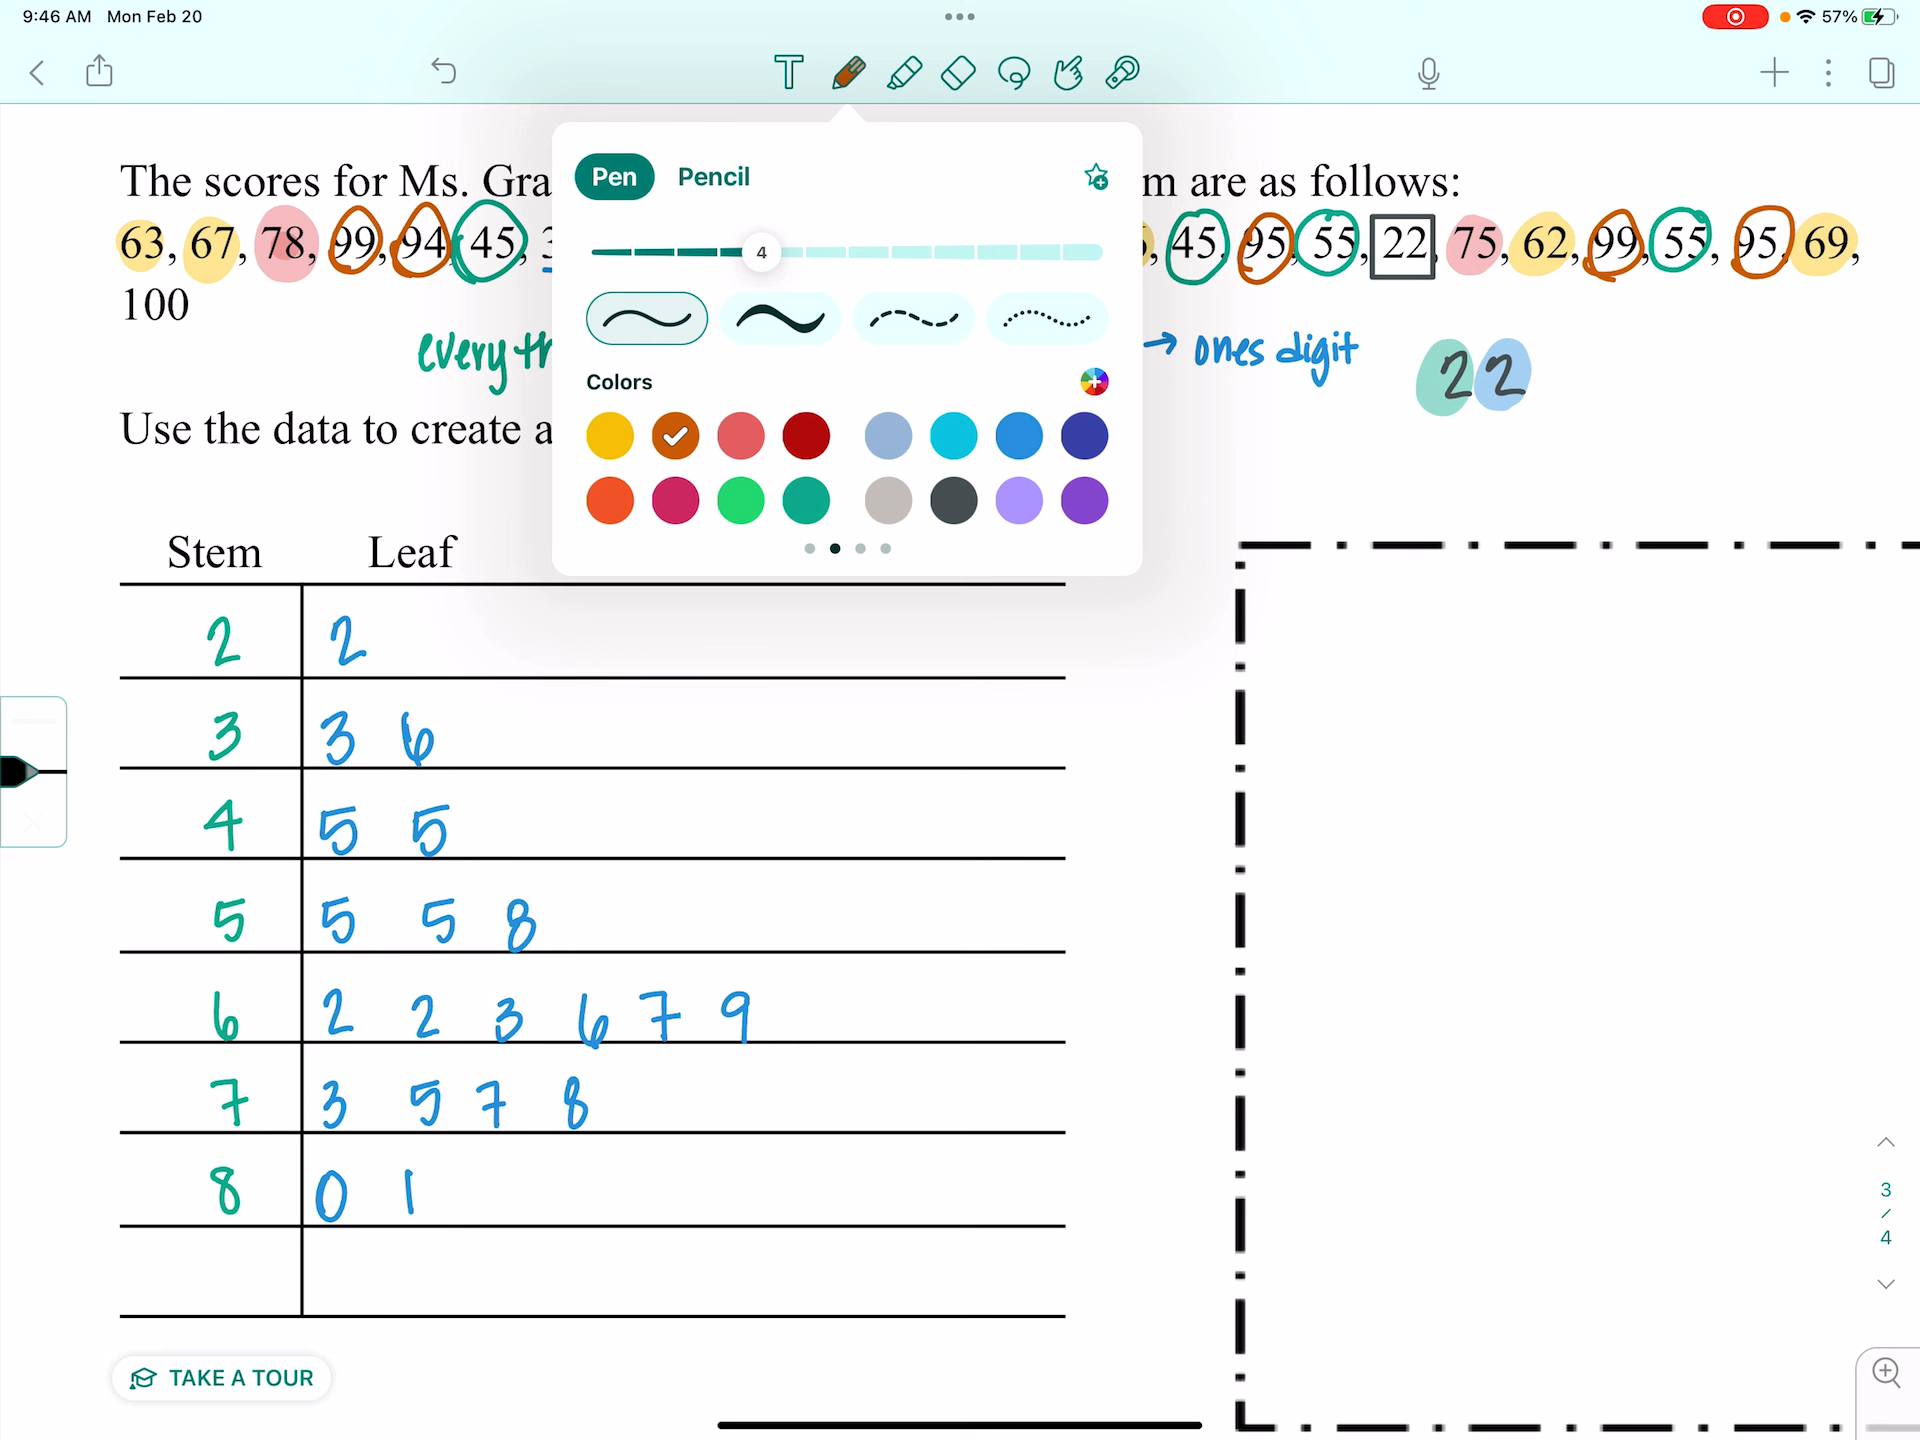 9:46 AM Mon Feb 20
57%
Pen Pencil
4
The scores for Ms. Gra m are as follows:
63, 67, 78, 99, 94, 45, 45, 95, 55, 22, 75, 62, 99, 55, 95, 69,
100
every th → ones digit 22
Colors
Use the data to create a
Stem Leaf
2 2
3 3 6
4 5 5
5 5 5 8
6 2 2 3 6 7 9
7 3 5 7 8
8 0 1
3
/
4
TAKE A TOUR